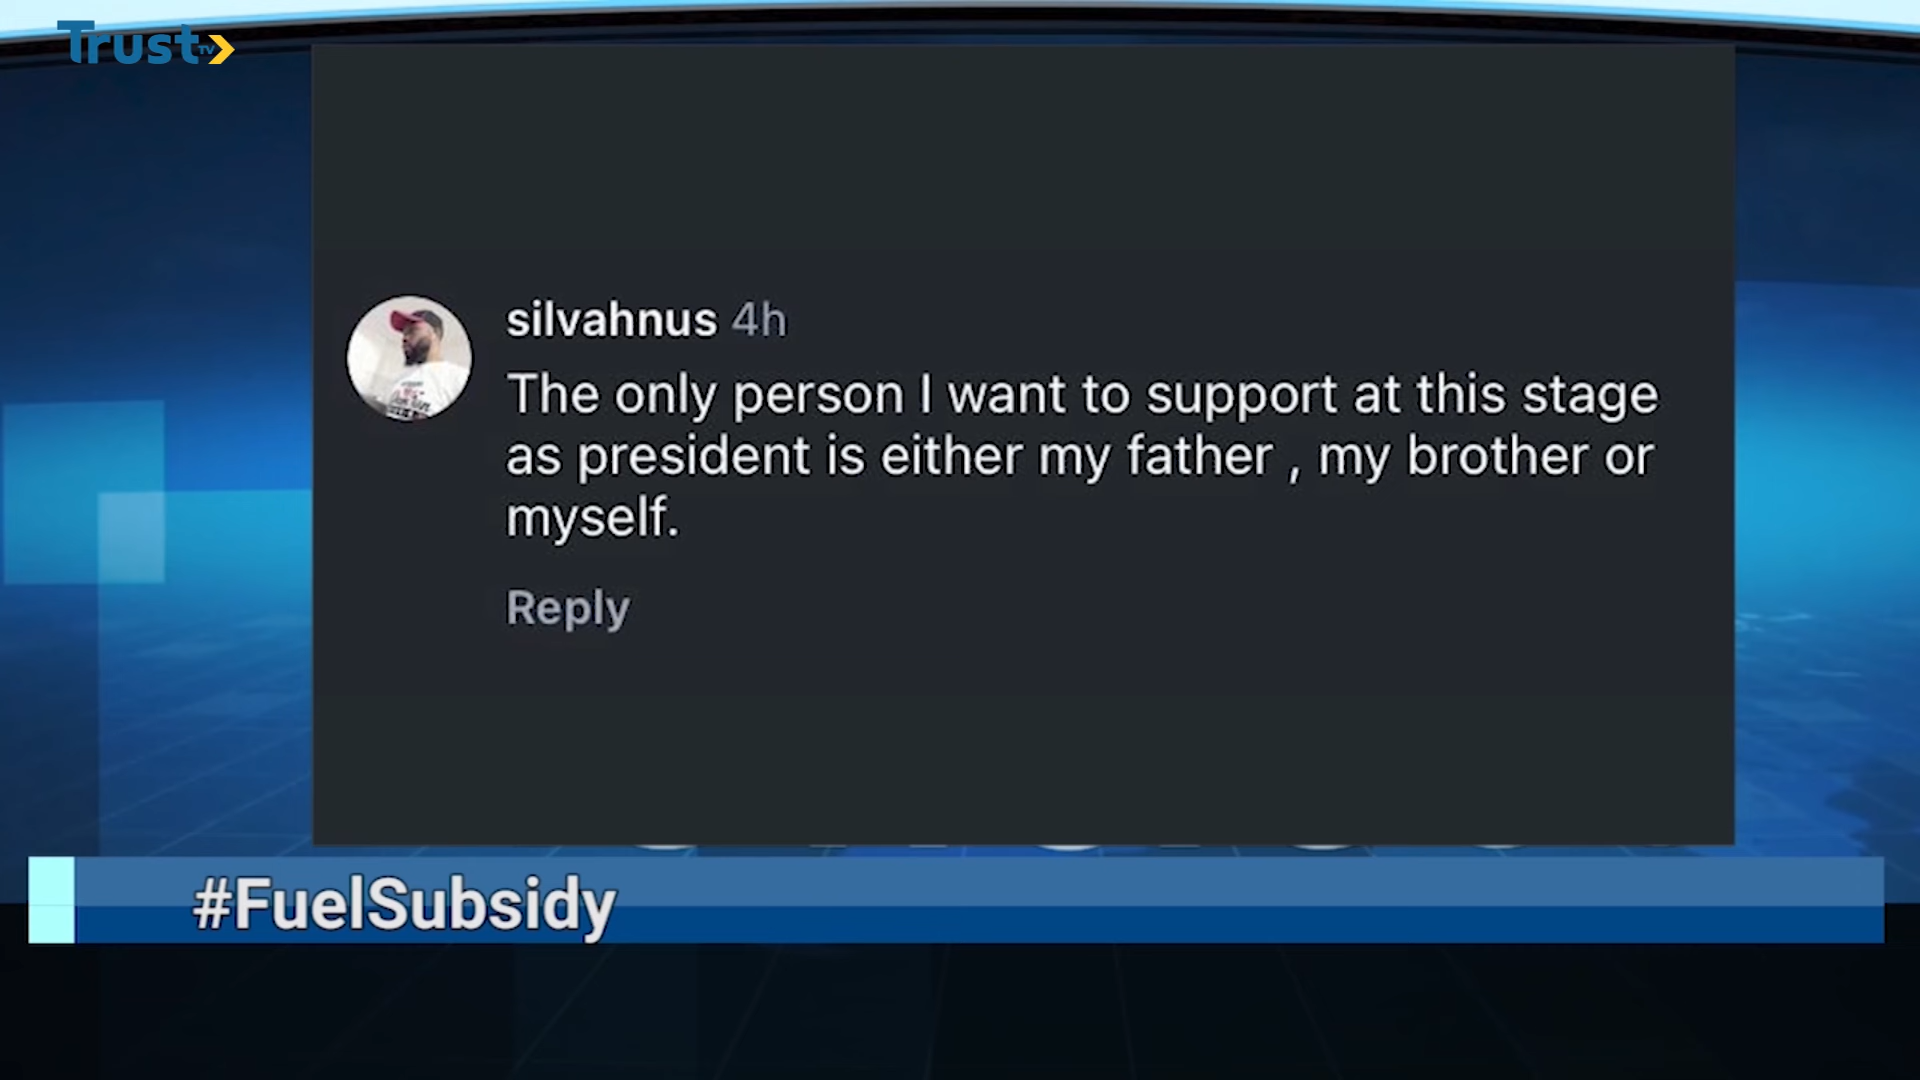 Trust TV
silvahnus 4h
The only person I want to support at this stage
as president is either my father , my brother or
myself.
Reply
#FuelSubsidy